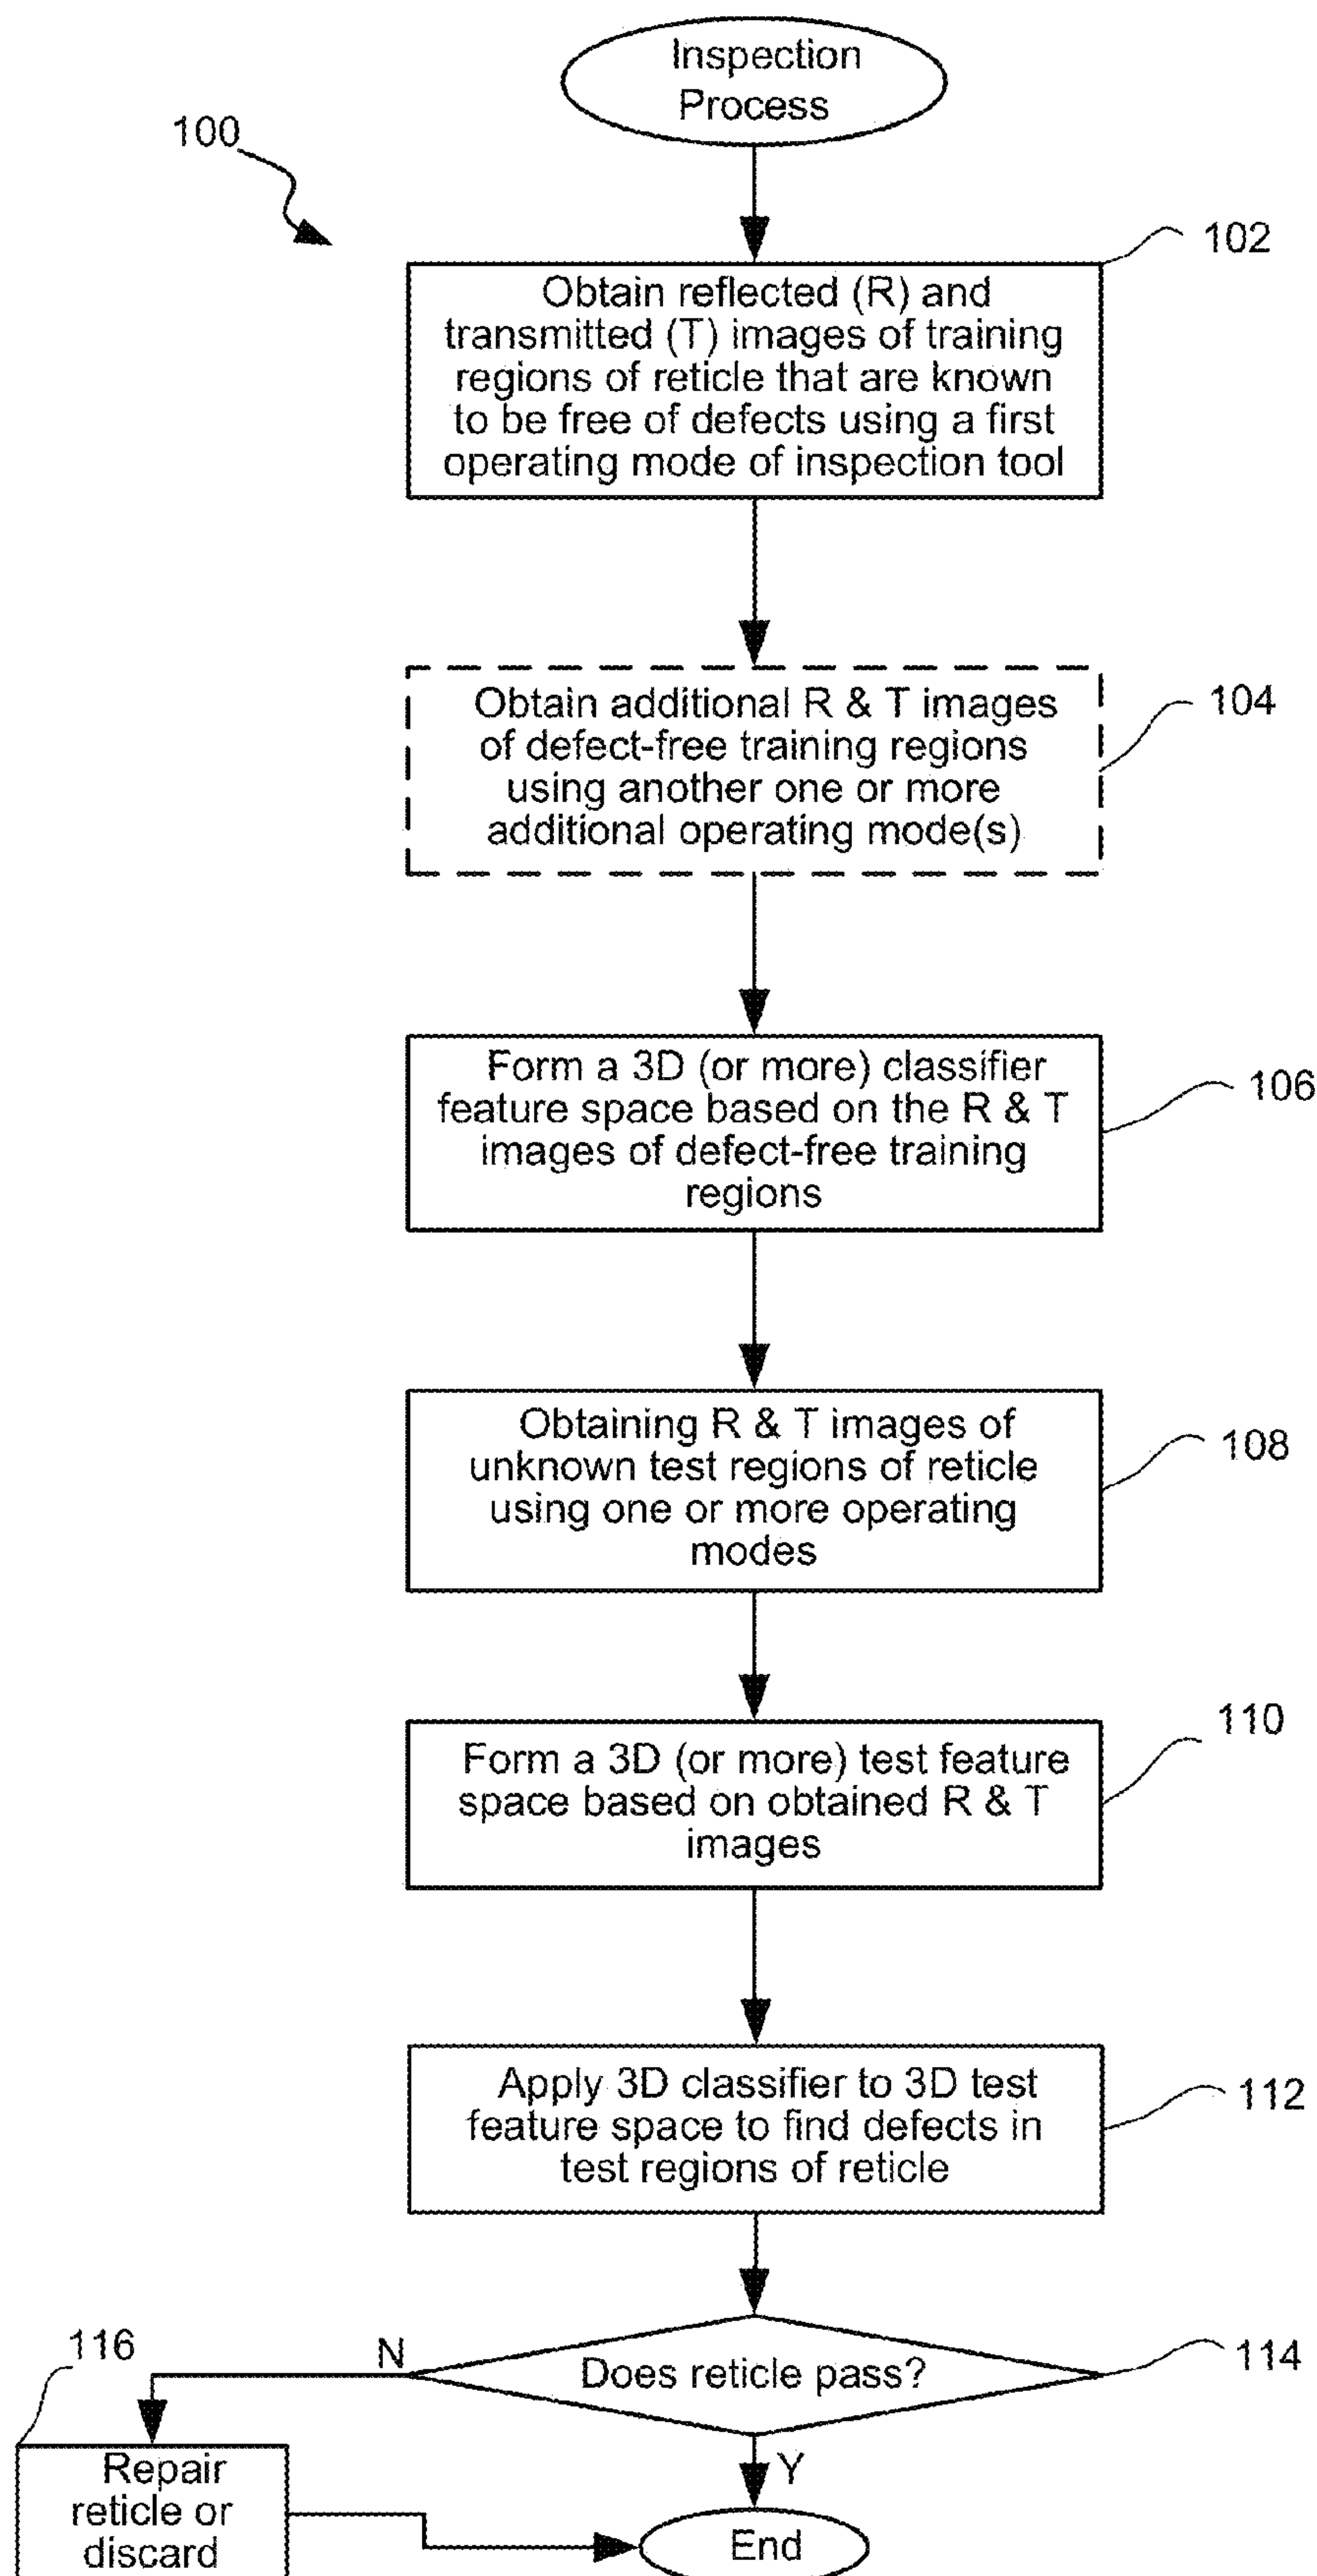 Inspection
Process
100
102
Obtain reflected (R) and
transmitted (T) images of training
regions of reticle that are known
to be free of defects using a first
operating mode of inspection tool
104
Obtain additional R & T images
of defect-free training regions
using another one or more
additional operating mode(s)
106
Form a 3D (or more) classifier
feature space based on the R & T
images of defect-free training
regions
108
Obtaining R & T images of
unknown test regions of reticle
using one or more operating
modes
110
Form a 3D (or more) test feature
space based on obtained R & T
images
112
Apply 3D classifier to 3D test
feature space to find defects in
test regions of reticle
114
Does reticle pass?
N
116
Repair
reticle or
discard
Y
End